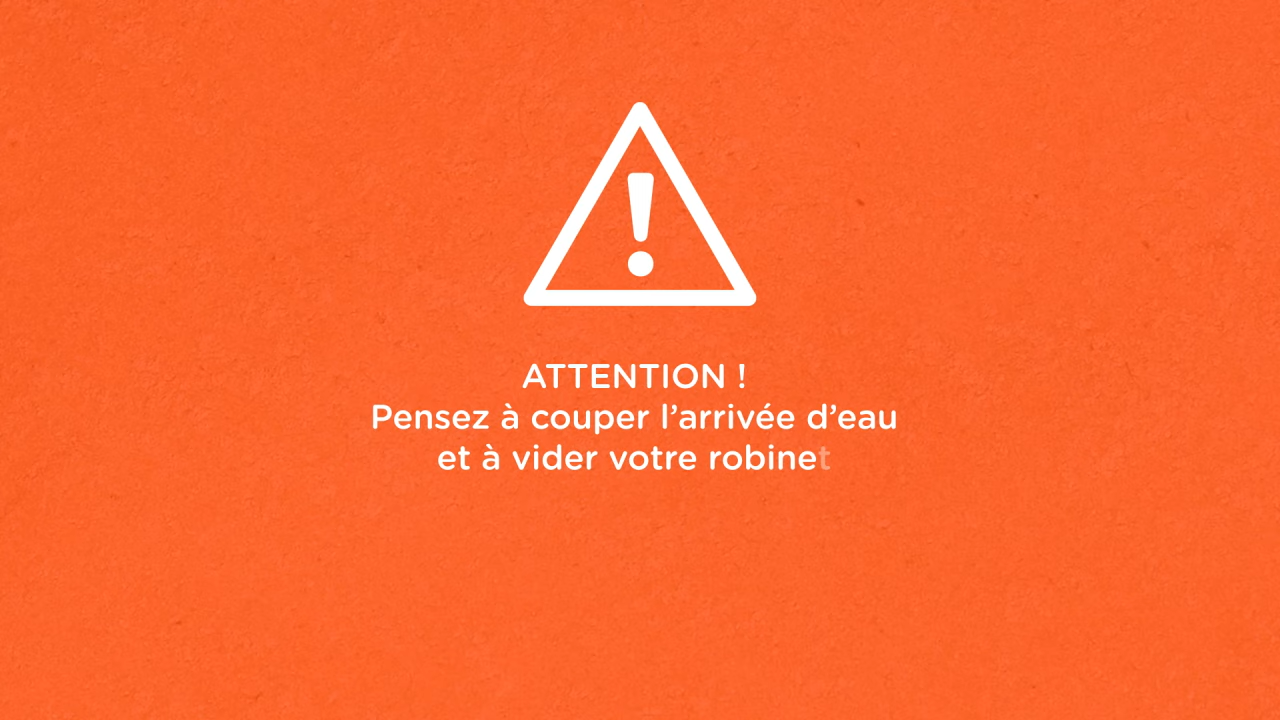 ATTENTION !
Pensez à couper l’arrivée d’eau
et à vider votre robinet